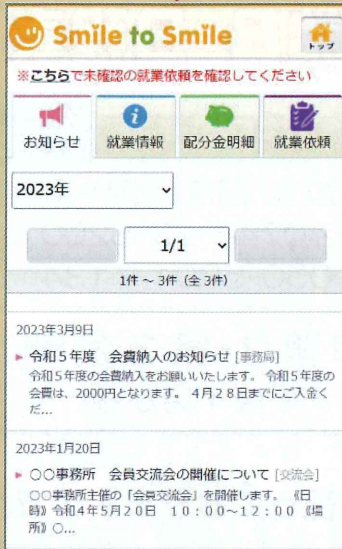 Smile to Smile
トップ
※こちらで未確認の就業依頼を確認してください
お知らせ
就業情報
配分金明細
就業依頼
2023年
1/1
1件 ~ 3件 (全 3件)
2023年3月9日
▶ 令和5年度　会費納入のお知らせ [事務局]
令和5年度の会費納入をお願いいたします。 令和5年度の
会費は、2000円となります。 4月28日までにご入金く
だ...
2023年1月20日
▶ 〇〇事務所　会員交流会の開催について [交流会]
〇〇事務所主催の「会員交流会」を開催します。 《日
時》令和4年5月20日　10:00~12:00 《場
所》〇...